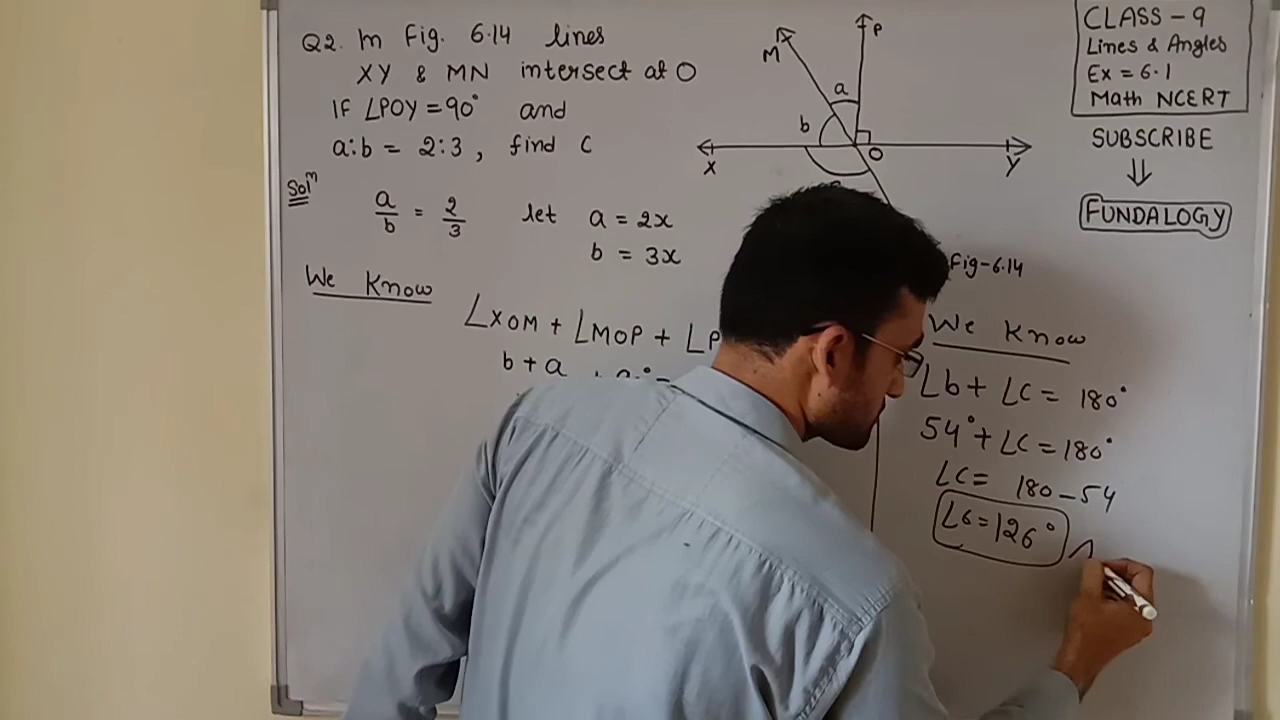 Q2. In Fig. 6.14 lines
XY & MN intersect at O
IF ∠POY = 90° and
a:b = 2:3, find C
Solⁿ
a/b = 2/3 let a = 2x
b = 3x
We Know
∠XOM + ∠MOP + ∠P
b + a +
M
P
a
b
O
X
Y
Fig-6.14
CLASS - 9
Lines & Angles
Ex = 6.1
Math NCERT
SUBSCRIBE
⇓
FUNDALOGY
We Know
∠b + ∠C = 180°
54° + ∠C = 180°
∠C = 180 - 54
∠C = 126°